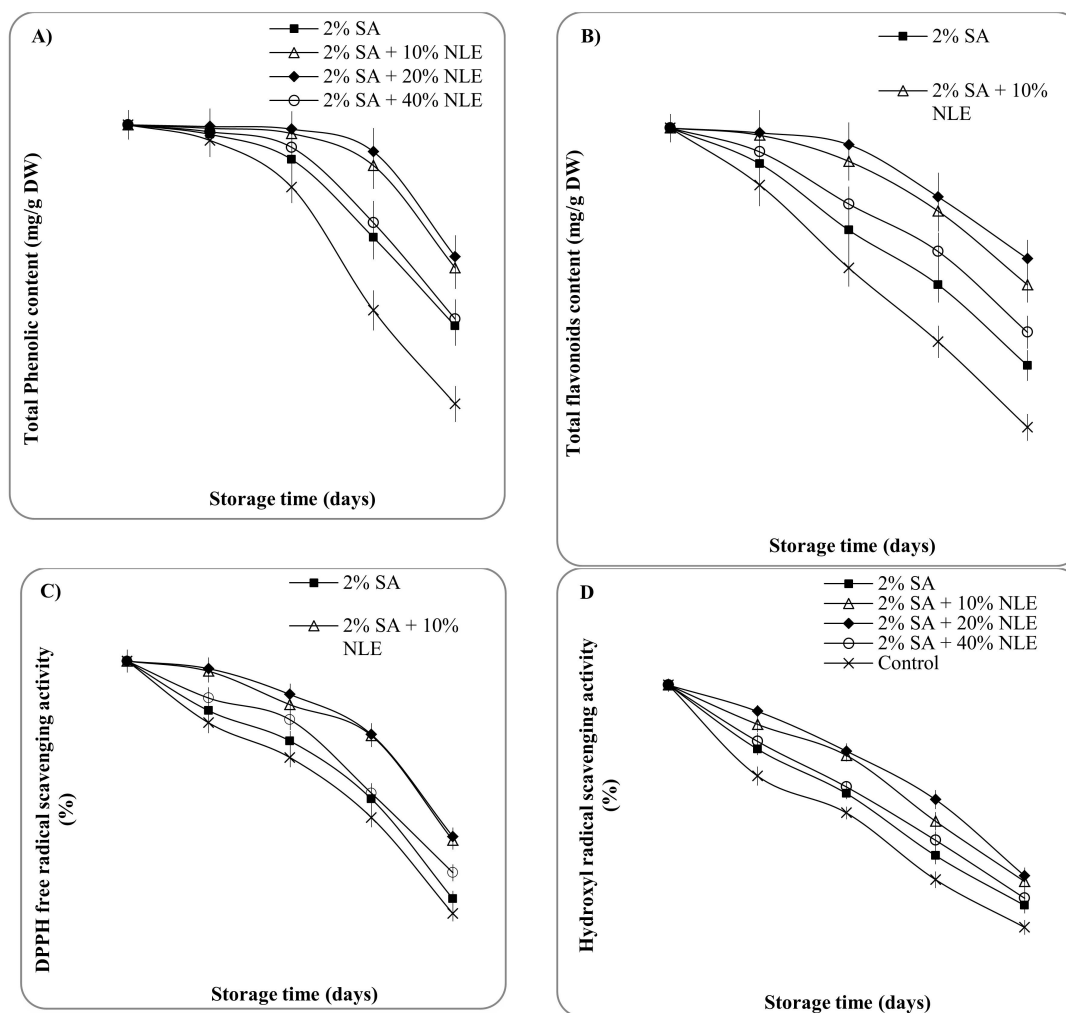 A)
2% SA
2% SA + 10% NLE
2% SA + 20% NLE
2% SA + 40% NLE
Total Phenolic content (mg/g DW)
Storage time (days)
B)
2% SA
2% SA + 10%
NLE
Total flavonoids content (mg/g DW)
Storage time (days)
C)
2% SA
2% SA + 10%
NLE
DPPH free radical scavenging activity
(%)
Storage time (days)
D
2% SA
2% SA + 10% NLE
2% SA + 20% NLE
2% SA + 40% NLE
Control
Hydroxyl radical scavenging activity
(%)
Storage time (days)